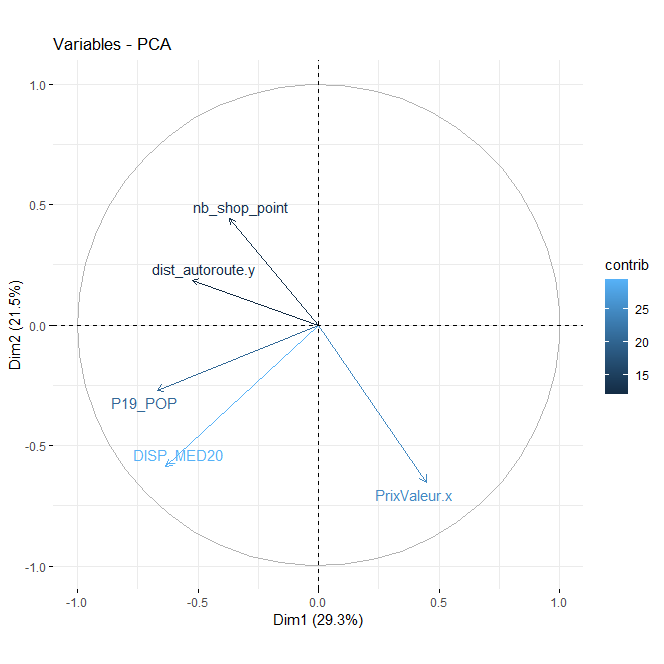 Variables - PCA
1.0
0.5
0.0
-0.5
-1.0
Dim2 (21.5%)
nb_shop_point
dist_autoroute.y
P19_POP
DISP_MED20
PrixValeur.x
-1.0
-0.5
0.0
0.5
1.0
Dim1 (29.3%)
contrib
25
20
15